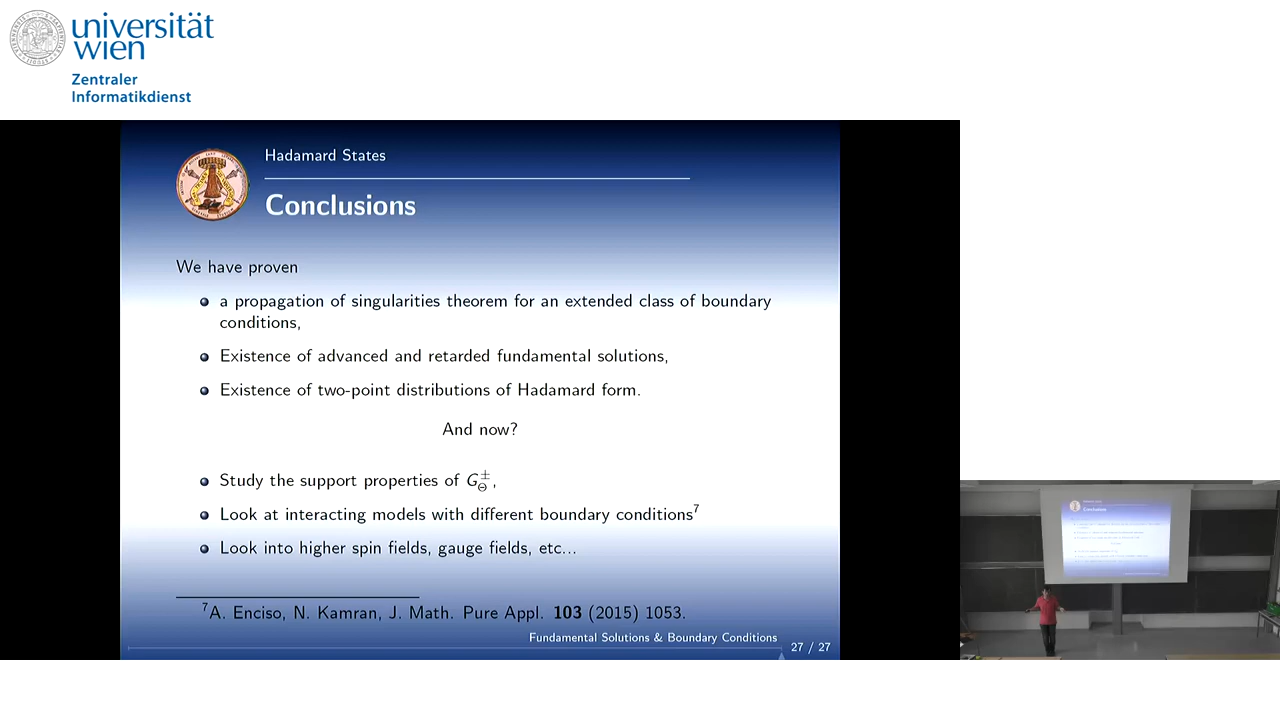 universität
wien
Zentraler
Informatikdienst
Hadamard States
Conclusions
We have proven
a propagation of singularities theorem for an extended class of boundary
conditions,
Existence of advanced and retarded fundamental solutions,
Existence of two-point distributions of Hadamard form.
And now?
Study the support properties of G±Θ,
Look at interacting models with different boundary conditions7
Look into higher spin fields, gauge fields, etc...
7A. Enciso, N. Kamran, J. Math. Pure Appl. 103 (2015) 1053.
Fundamental Solutions & Boundary Conditions
27 / 27